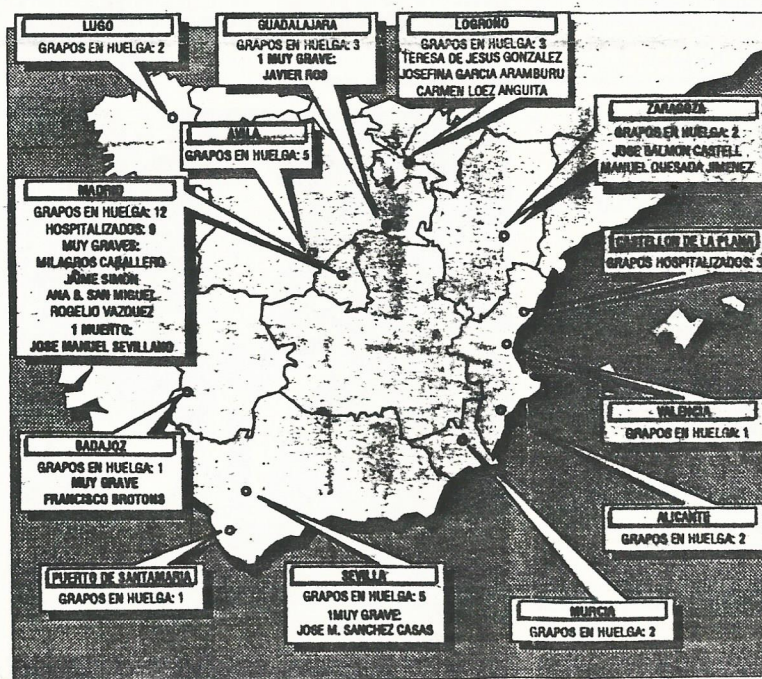 LUGO
GRAPOS EN HUELGA: 2
GUADALAJARA
GRAPOS EN HUELGA: 3
1 MUY GRAVE:
JAVIER ROS
LOGROÑO
GRAPOS EN HUELGA: 3
TERESA DE JESUS GONZALEZ
JOSEFINA GARCIA ARAMBURU
CARMEN LOEZ ANGUITA
ZARAGOZA
GRAPOS EN HUELGA: 2
JOSE BALMON CASTELL
MANUEL QUESADA JIMENEZ
AVILA
GRAPOS EN HUELGA: 5
MADRID
GRAPOS EN HUELGA: 12
HOSPITALIZADOS: 9
MUY GRAVES:
MILAGROS CABALLERO
JAIME SIMÓN
ANA B. SAN MIGUEL
ROGELIO VAZQUEZ
1 MUERTO:
JOSE MANUEL SEVILLANO
CASTELLON DE LA PLANA
GRAPOS HOSPITALIZADOS: 3
VALENCIA
GRAPOS EN HUELGA: 1
BADAJOZ
GRAPOS EN HUELGA: 1
MUY GRAVE
FRANCISCO BROTONS
ALICANTE
GRAPOS EN HUELGA: 2
PUERTO DE SANTAMARIA
GRAPOS EN HUELGA: 1
SEVILLA
GRAPOS EN HUELGA: 5
1MUY GRAVE:
JOSE M. SANCHEZ CASAS
MURCIA
GRAPOS EN HUELGA: 2